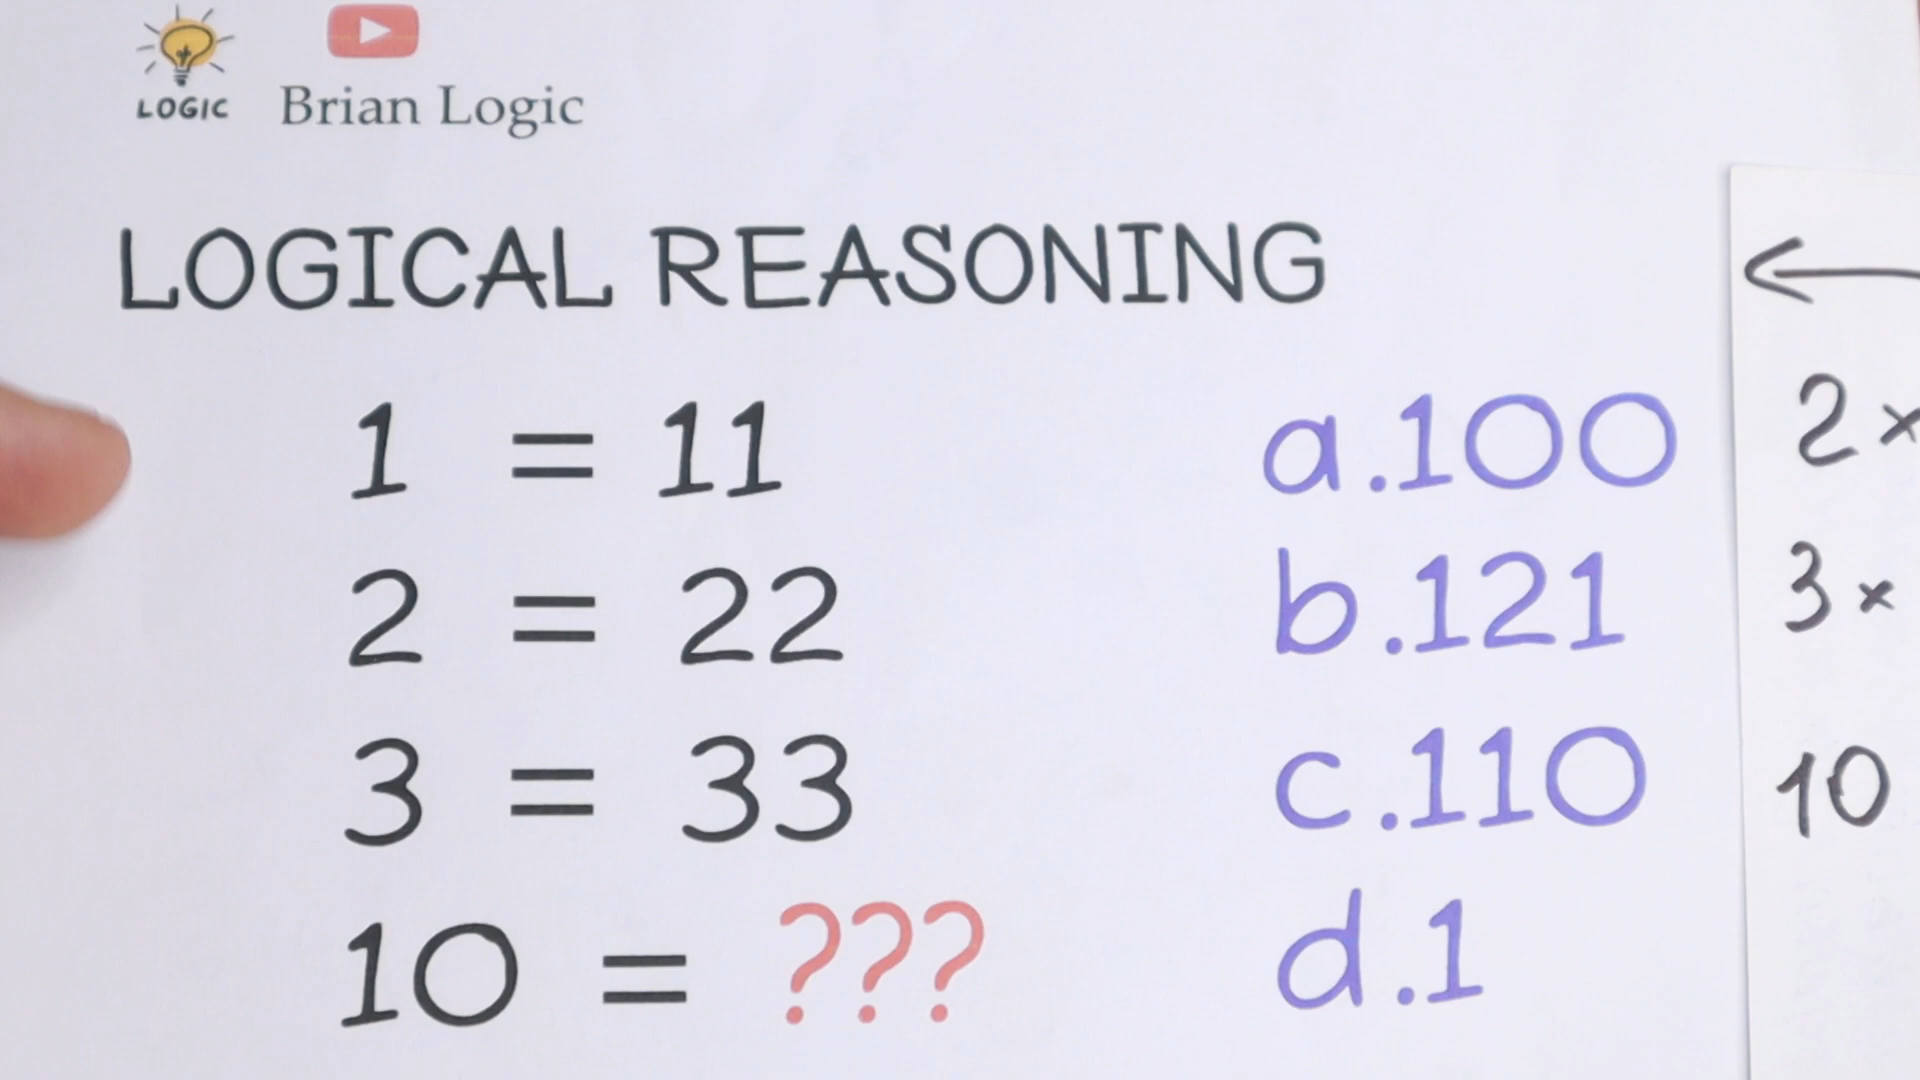 LOGIC
Brian Logic
LOGICAL REASONING
1 = 11
2 = 22
3 = 33
10 = ???
a.100
b.121
c.110
d.1
←
2×
3×
10